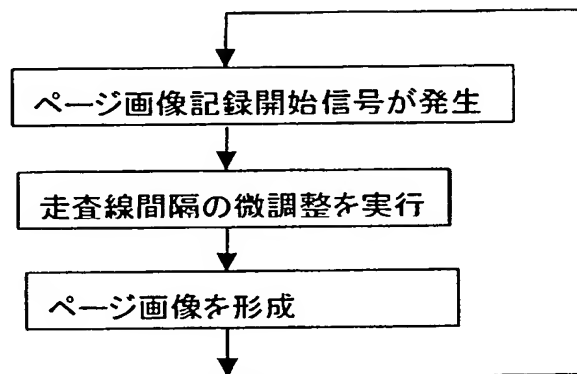 ページ画像記録開始信号が発生
走査線間隔の微調整を実行
ページ画像を形成